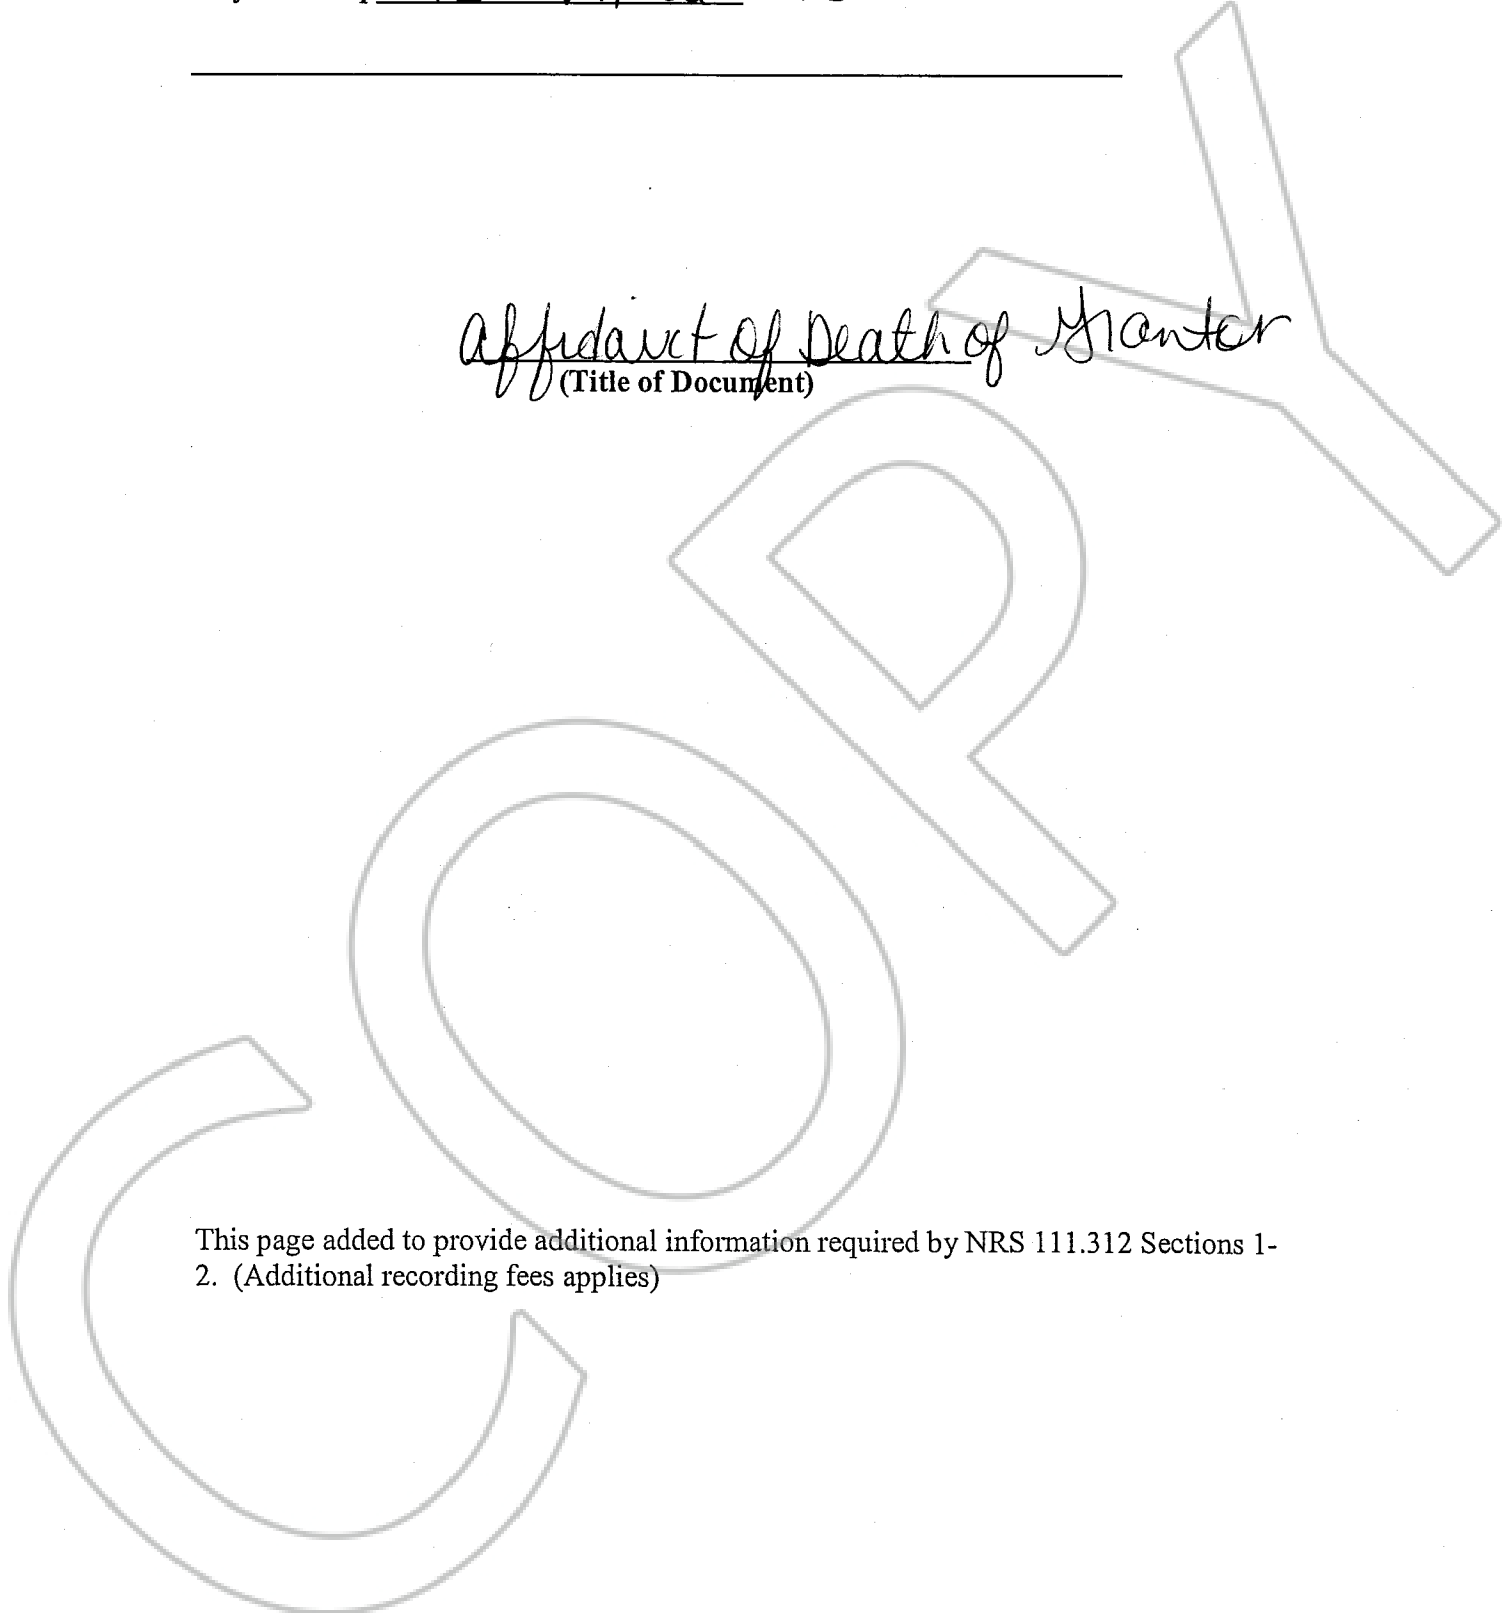 Affidavit Of Death of Grantor
(Title of Document)
This page added to provide additional information required by NRS 111.312 Sections 1-
2. (Additional recording fees applies)
COPY